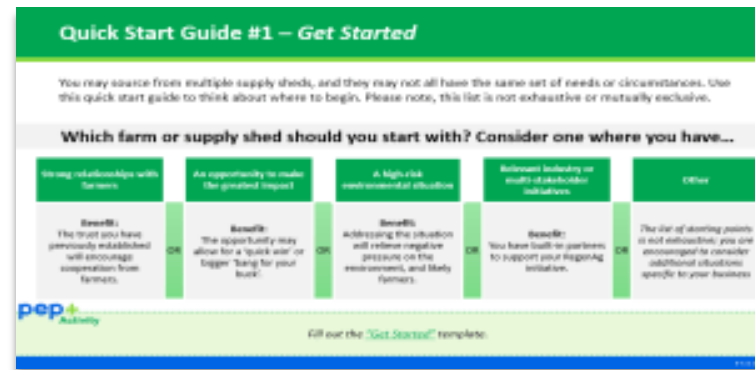 Quick Start Guide #1 – Get Started
You may source from multiple supply sheds, and they may not all have the same set of needs or circumstances. Use
this quick start guide to think about where to begin. Please note, this list is not exhaustive or mutually exclusive.
Which farm or supply shed should you start with? Consider one where you have...
Strong relationships with
farmers
Benefit:
The trust you have
previously established
will encourage
cooperation from
farmers.
OR
An opportunity to make
the greatest impact
Benefit:
The opportunity may
allow for a 'quick win' or
bigger 'bang for your
buck'.
OR
A high-risk
environmental situation
Benefit:
Addressing the situation
will relieve negative
pressure on the
environment, and likely
farmers.
OR
Relevant industry or
multi-stakeholder
initiatives
Benefit:
You have built-in partners
to support your RegenAg
initiative.
OR
Other
The list of starting points
is not exhaustive; you are
encouraged to consider
additional situations
specific to your business
pep+
Activity
Fill out the "Get Started" template.